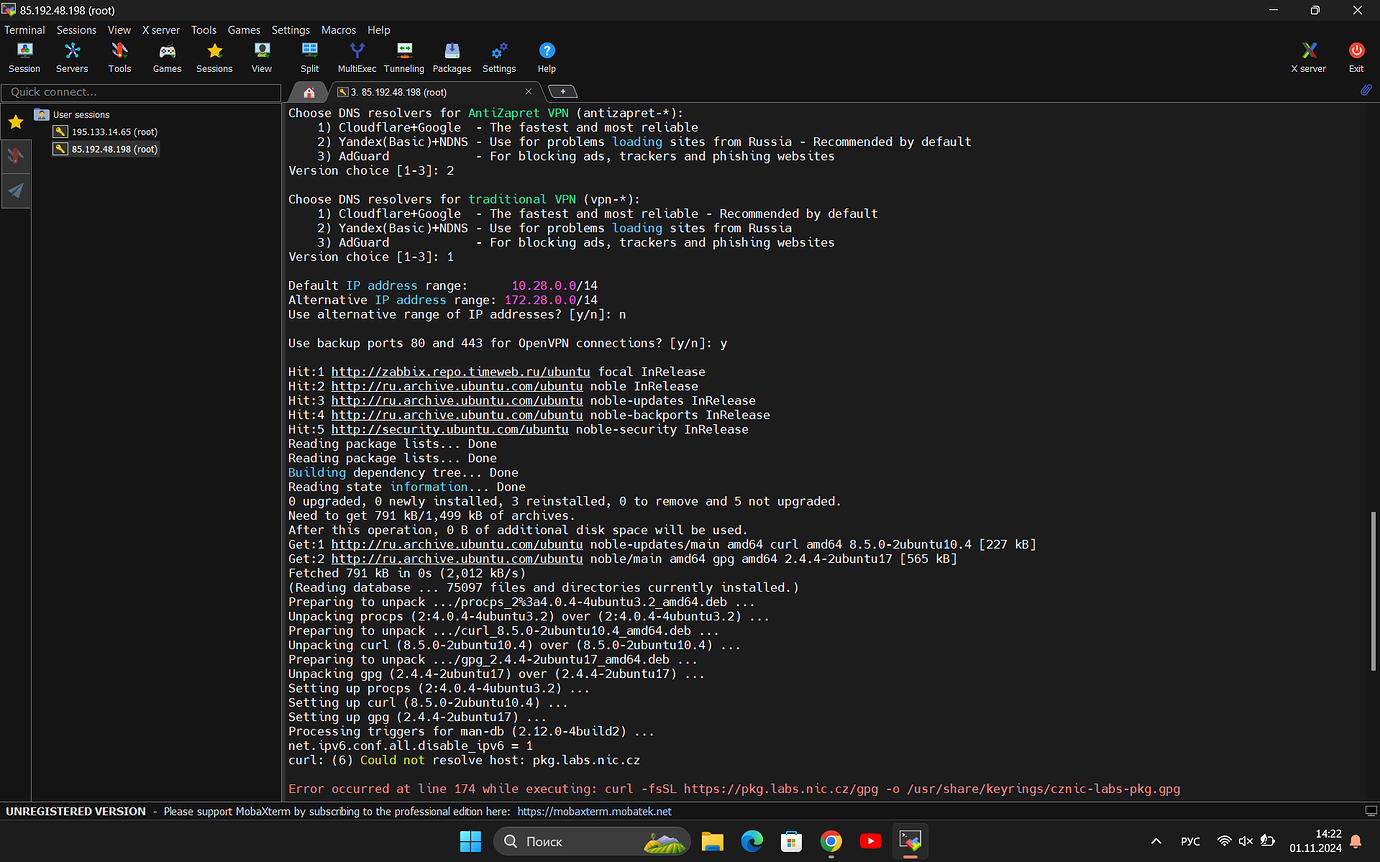 85.192.48.198 (root)
Terminal Sessions View X server Tools Games Settings Macros Help
Session Servers Tools Games Sessions View Split MultiExec Tunneling Packages Settings Help X server Exit
Quick connect...
3. 85.192.48.198 (root)
User sessions
195.133.14.65 (root)
85.192.48.198 (root)
Choose DNS resolvers for AntiZapret VPN (antizapret-*):
1) Cloudflare+Google - The fastest and most reliable
2) Yandex(Basic)+NDNS - Use for problems loading sites from Russia - Recommended by default
3) AdGuard - For blocking ads, trackers and phishing websites
Version choice [1-3]: 2
Choose DNS resolvers for traditional VPN (vpn-*):
1) Cloudflare+Google - The fastest and most reliable - Recommended by default
2) Yandex(Basic)+NDNS - Use for problems loading sites from Russia
3) AdGuard - For blocking ads, trackers and phishing websites
Version choice [1-3]: 1
Default IP address range: 10.28.0.0/14
Alternative IP address range: 172.28.0.0/14
Use alternative range of IP addresses? [y/n]: n
Use backup ports 80 and 443 for OpenVPN connections? [y/n]: y
Hit:1 http://zabbix.repo.timeweb.ru/ubuntu focal InRelease
Hit:2 http://ru.archive.ubuntu.com/ubuntu noble InRelease
Hit:3 http://ru.archive.ubuntu.com/ubuntu noble-updates InRelease
Hit:4 http://ru.archive.ubuntu.com/ubuntu noble-backports InRelease
Hit:5 http://security.ubuntu.com/ubuntu noble-security InRelease
Reading package lists... Done
Reading package lists... Done
Building dependency tree... Done
Reading state information... Done
0 upgraded, 0 newly installed, 3 reinstalled, 0 to remove and 5 not upgraded.
Need to get 791 kB/1,499 kB of archives.
After this operation, 0 B of additional disk space will be used.
Get:1 http://ru.archive.ubuntu.com/ubuntu noble-updates/main amd64 curl amd64 8.5.0-2ubuntu10.4 [227 kB]
Get:2 http://ru.archive.ubuntu.com/ubuntu noble/main amd64 gpg amd64 2.4.4-2ubuntu17 [565 kB]
Fetched 791 kB in 0s (2,012 kB/s)
(Reading database ... 75097 files and directories currently installed.)
Preparing to unpack .../procps_2%3a4.0.4-4ubuntu3.2_amd64.deb ...
Unpacking procps (2:4.0.4-4ubuntu3.2) over (2:4.0.4-4ubuntu3.2) ...
Preparing to unpack .../curl_8.5.0-2ubuntu10.4_amd64.deb ...
Unpacking curl (8.5.0-2ubuntu10.4) over (8.5.0-2ubuntu10.4) ...
Preparing to unpack .../gpg_2.4.4-2ubuntu17_amd64.deb ...
Unpacking gpg (2.4.4-2ubuntu17) over (2.4.4-2ubuntu17) ...
Setting up procps (2:4.0.4-4ubuntu3.2) ...
Setting up curl (8.5.0-2ubuntu10.4) ...
Setting up gpg (2.4.4-2ubuntu17) ...
Processing triggers for man-db (2.12.0-4build2) ...
net.ipv6.conf.all.disable_ipv6 = 1
curl: (6) Could not resolve host: pkg.labs.nic.cz
Error occurred at line 174 while executing: curl -fsSL https://pkg.labs.nic.cz/gpg -o /usr/share/keyrings/cznic-labs-pkg.gpg
UNREGISTERED VERSION - Please support MobaXterm by subscribing to the professional edition here: https://mobaxterm.mobatek.net
Поиск
РУС
14:22
01.11.2024